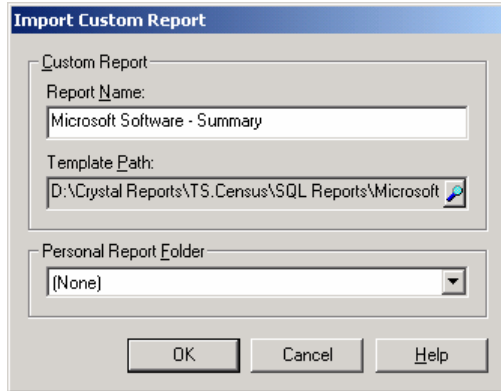 Import Custom Report
Custom Report
Report Name:
Microsoft Software - Summary
Template Path:
D:\Crystal Reports\TS.Census\SQL Reports\Microsoft
Personal Report Folder
(None)
OK Cancel Help